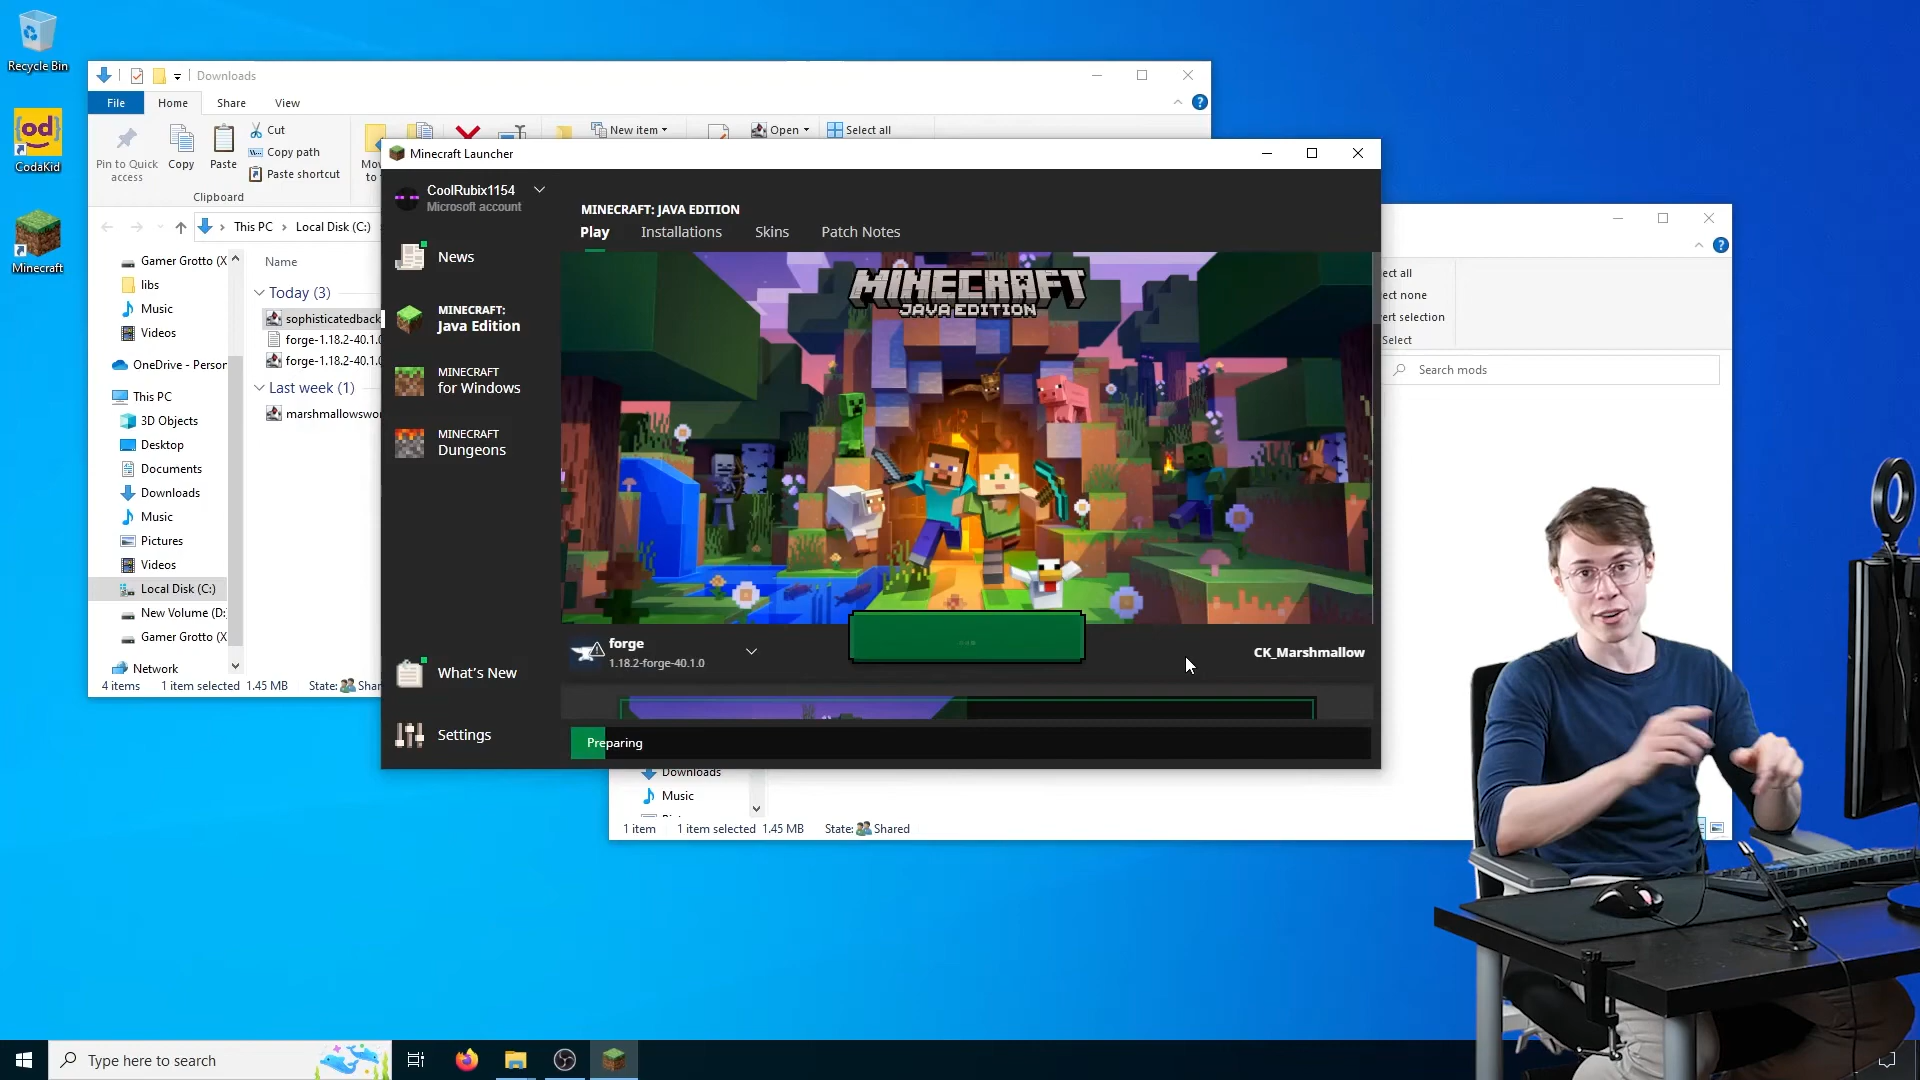 Recycle Bin
CodaKid
Minecraft
Downloads
File
Home
Share
View
Pin to Quick access
Copy
Paste
Cut
Copy path
Paste shortcut
Clipboard
New item
Open
Select all
This PC
Local Disk (C:)
Gamer Grotto (X
libs
Music
Videos
OneDrive - Person
This PC
3D Objects
Desktop
Documents
Downloads
Music
Pictures
Videos
Local Disk (C:)
New Volume (D:
Gamer Grotto (X
Network
Name
Today (3)
sophisticatedback
forge-1.18.2-40.1.0
forge-1.18.2-40.1.0
Last week (1)
marshmallowswor
4 items
1 item selected 1.45 MB
State:
Shar
Minecraft Launcher
CoolRubix1154
Microsoft account
News
MINECRAFT:
Java Edition
MINECRAFT
for Windows
MINECRAFT
Dungeons
What's New
Settings
MINECRAFT: JAVA EDITION
Play
Installations
Skins
Patch Notes
MINECRAFT
JAVA EDITION
forge
1.18.2-forge-40.1.0
CK_Marshmallow
Preparing
ect all
ect none
ert selection
Select
Search mods
Downloads
Music
1 item
1 item selected 1.45 MB
State:
Shared
Type here to search